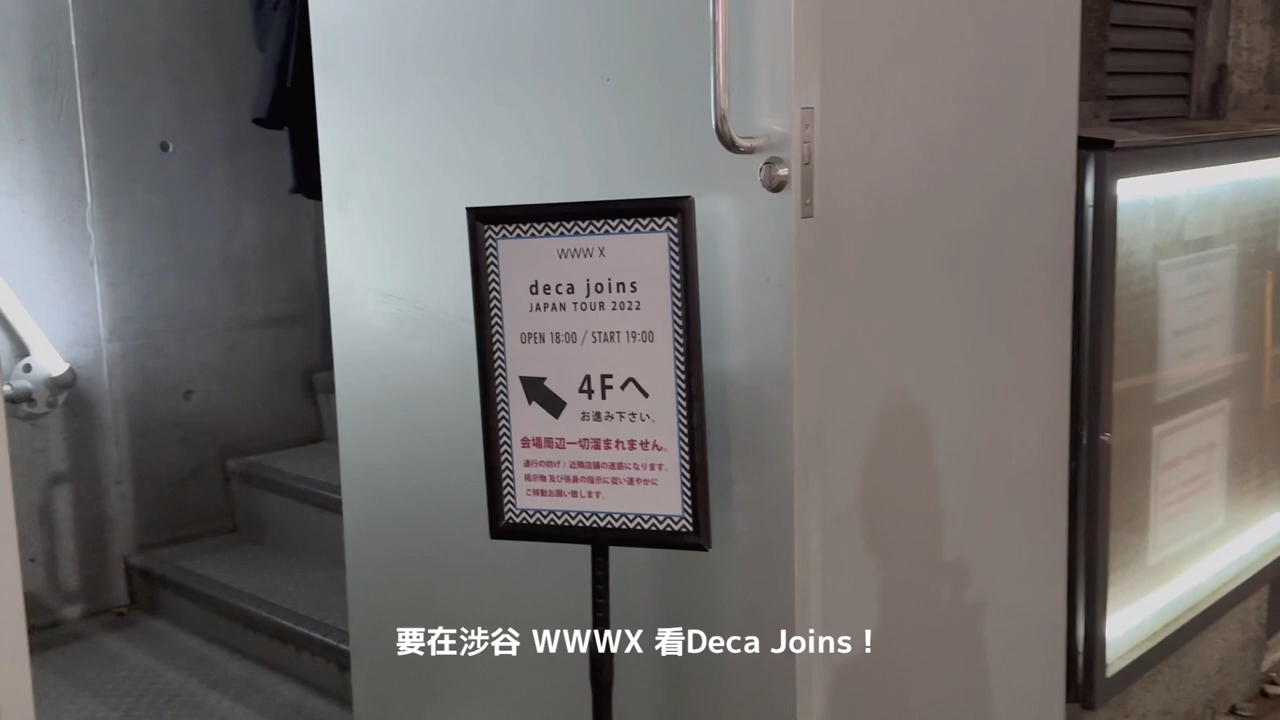 WWW X
deca joins
JAPAN TOUR 2022
OPEN 18:00 / START 19:00
4Fへ
お進み下さい。
会場周辺一切溜まれません。
通行の妨げ / 近隣店舗の迷惑になります。
掲示物 及び係員の指示に従い速やかに
ご移動お願い致します。
要在涉谷 WWWX 看Deca Joins！